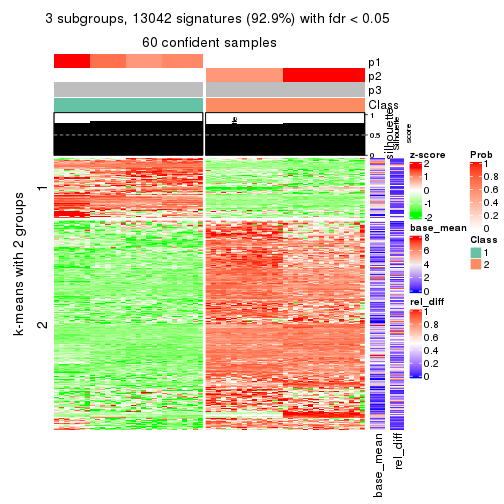 3 subgroups, 13042 signatures (92.9%) with fdr < 0.05
60 confident samples
p1
p2
p3
Class
1
0.5
0
silhouette
Silhouette
score
k-means with 2 groups
1
2
base_mean
rel_diff
z-score
2
1
0
-1
-2
base_mean
8
6
4
2
0
rel_diff
1
0.8
0.6
0.4
0.2
0
Prob
1
0.8
0.6
0.4
0.2
0
Class
1
2